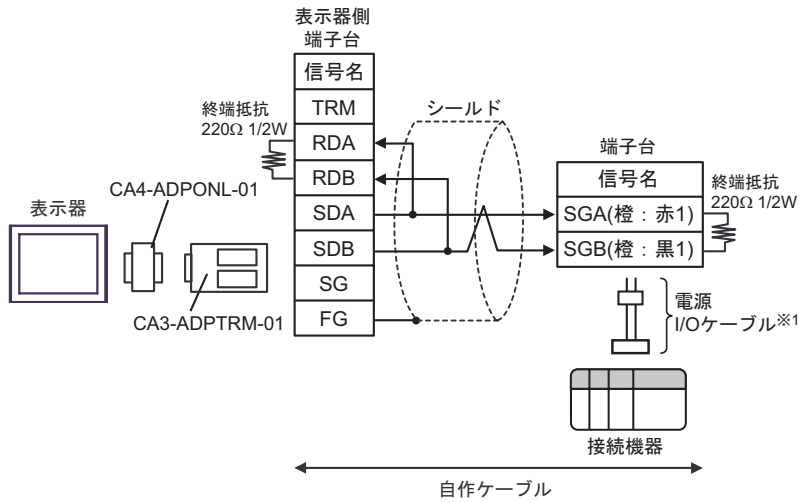 表示器側
端子台
信号名
TRM
RDA
RDB
SDA
SDB
SG
FG
終端抵抗
220Ω 1/2W
シールド
端子台
信号名
SGA(橙：赤1)
SGB(橙：黒1)
終端抵抗
220Ω 1/2W
表示器
CA4-ADPONL-01
CA3-ADPTRM-01
電源
I/Oケーブル※1
接続機器
自作ケーブル